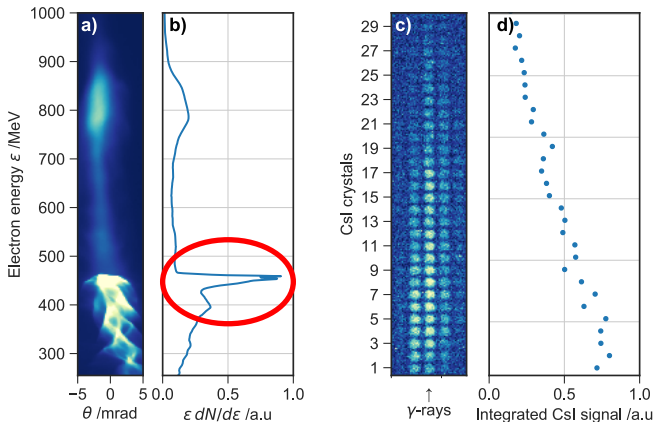 a)
b)
c)
d)
1000
900
800
700
600
500
400
300
Electron energy ε /MeV
−5 0 5
θ /mrad
0.0 0.5 1.0
ε dN/dε /a.u
29
27
25
23
21
19
17
15
13
11
9
7
5
3
1
CsI crystals
↑
γ-rays
0.0 0.5 1.0
Integrated CsI signal /a.u